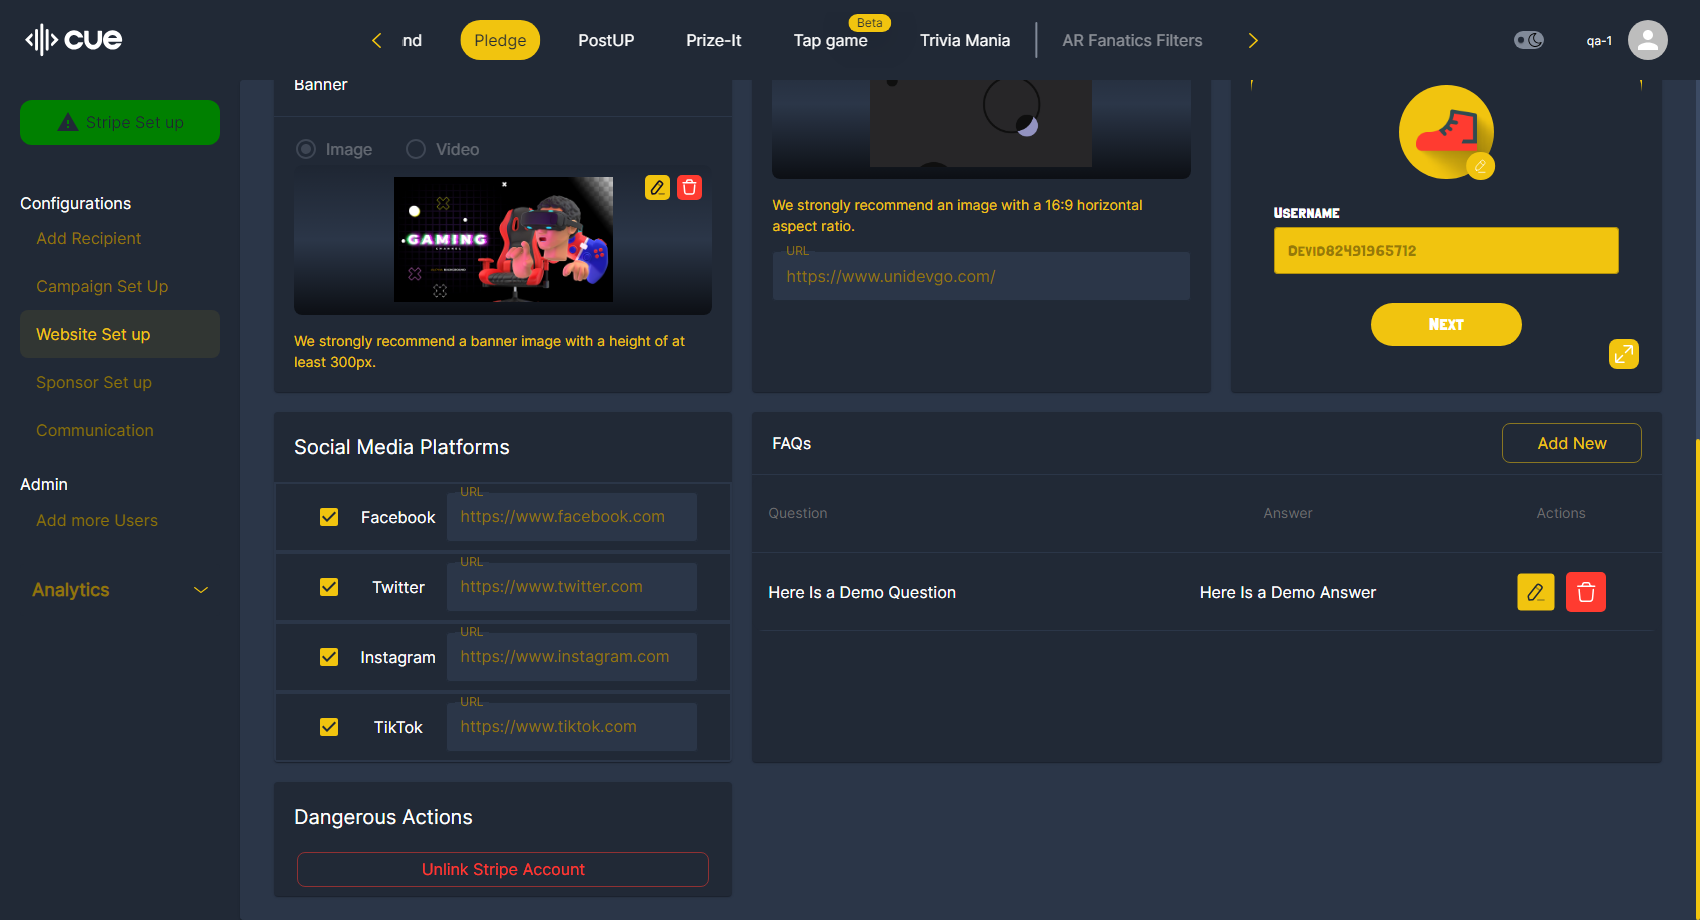 cue
nd
Pledge
PostUP
Prize-It
Beta
Tap game
Trivia Mania
AR Fanatics Filters
qa-1
Stripe Set up
Configurations
Add Recipient
Campaign Set Up
Website Set up
Sponsor Set up
Communication
Admin
Add more Users
Analytics
Banner
Image
Video
GAMING
We strongly recommend a banner image with a height of at
least 300px.
We strongly recommend an image with a 16:9 horizontal
aspect ratio.
URL
https://www.unidevgo.com/
Username
Devid82491965712
Next
Social Media Platforms
Facebook
URL
https://www.facebook.com
Twitter
URL
https://www.twitter.com
Instagram
URL
https://www.instagram.com
TikTok
URL
https://www.tiktok.com
FAQs
Add New
Question
Answer
Actions
Here Is a Demo Question
Here Is a Demo Answer
Dangerous Actions
Unlink Stripe Account